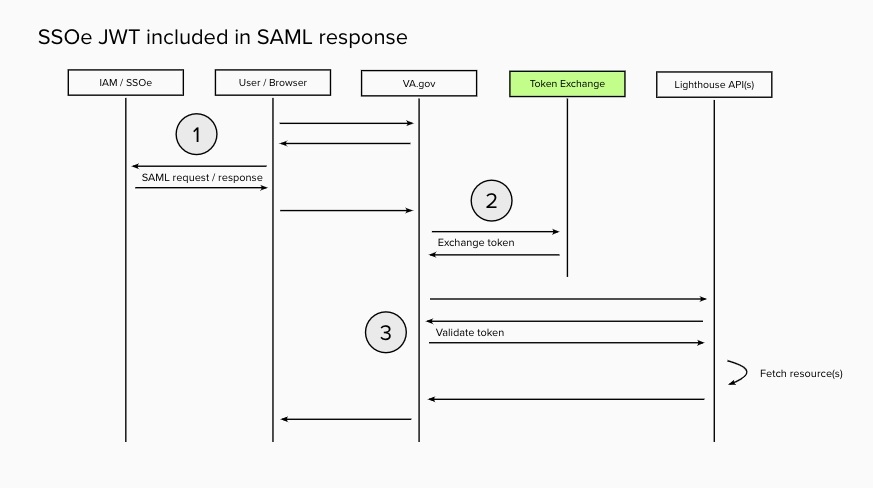 SSOe JWT included in SAML response
IAM / SSOe
User / Browser
VA.gov
Token Exchange
Lighthouse API(s)
1
SAML request / response
2
Exchange token
3
Validate token
Fetch resource(s)